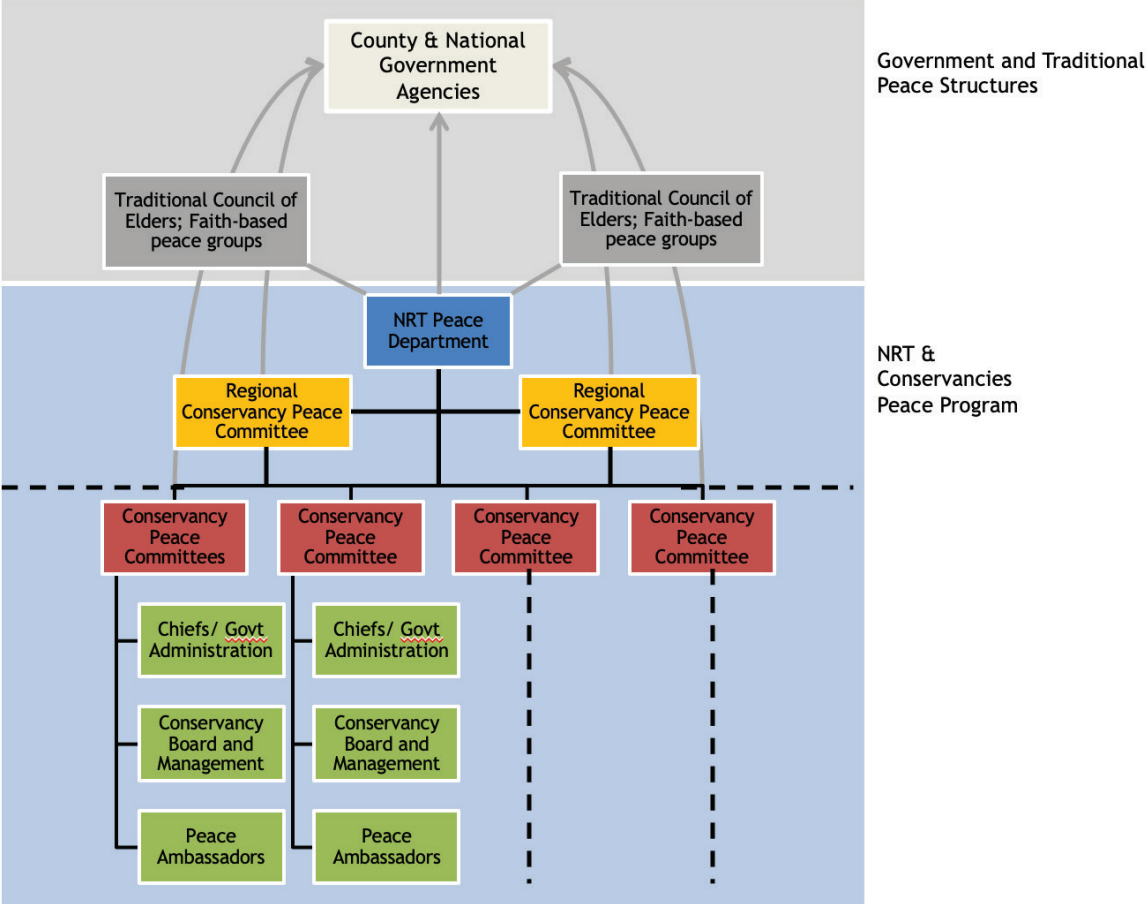 County & National
Government
Agencies
Government and Traditional
Peace Structures
Traditional Council of
Elders; Faith-based
peace groups
Traditional Council of
Elders; Faith-based
peace groups
NRT Peace
Department
NRT &
Conservancies
Peace Program
Regional
Conservancy Peace
Committee
Regional
Conservancy Peace
Committee
Conservancy
Peace
Committees
Conservancy
Peace
Committee
Conservancy
Peace
Committee
Conservancy
Peace
Committee
Chiefs/ Govt
Administration
Chiefs/ Govt
Administration
Conservancy
Board and
Management
Conservancy
Board and
Management
Peace
Ambassadors
Peace
Ambassadors